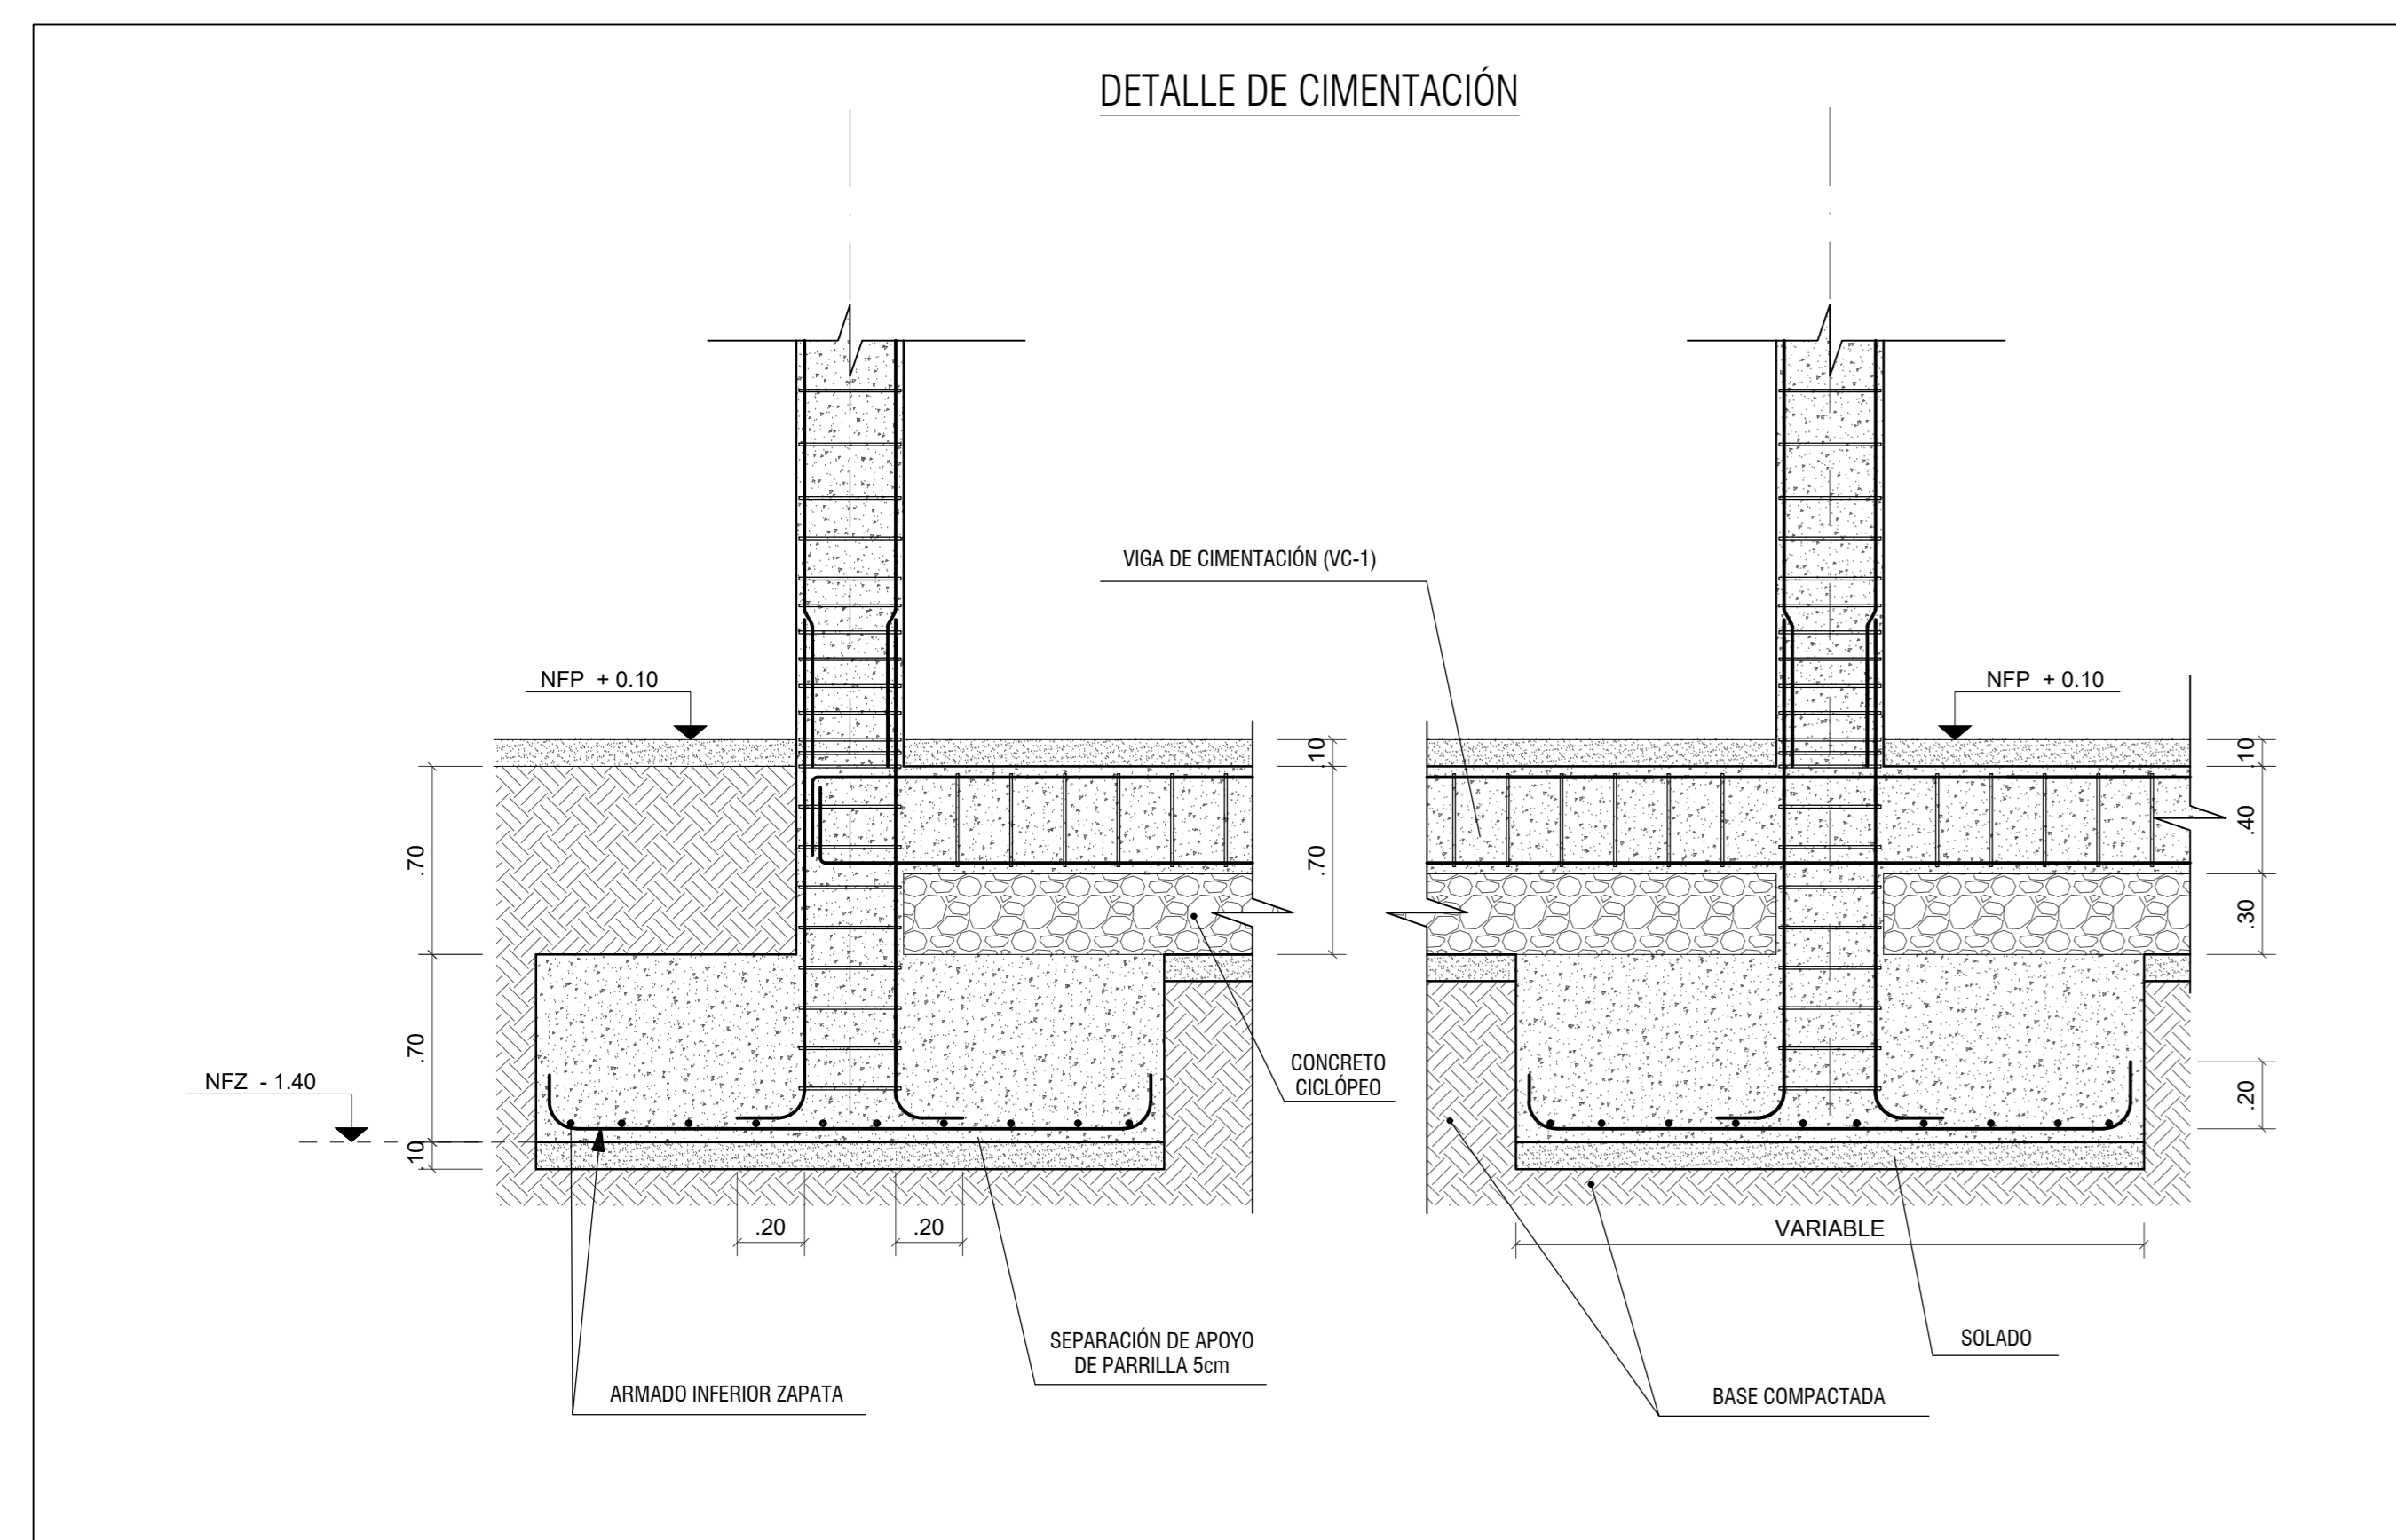 DETALLE DE CIMENTACIÓN
VIGA DE CIMENTACIÓN (VC-1)
NFP + 0.10
NFP + 0.10
.10
.10
.70
.70
.40
.30
.70
NFZ - 1.40
.10
CONCRETO
CICLÓPEO
.20
.20
.20
VARIABLE
SEPARACIÓN DE APOYO
DE PARRILLA 5cm
SOLADO
ARMADO INFERIOR ZAPATA
BASE COMPACTADA